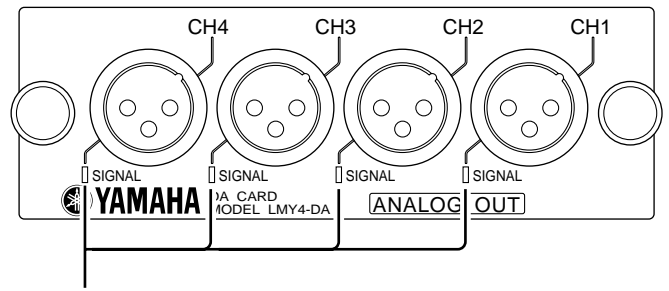 CH4 CH3 CH2 CH1
SIGNAL SIGNAL SIGNAL SIGNAL
YAMAHA DA CARD ANALOG OUT
MODEL LMY4-DA